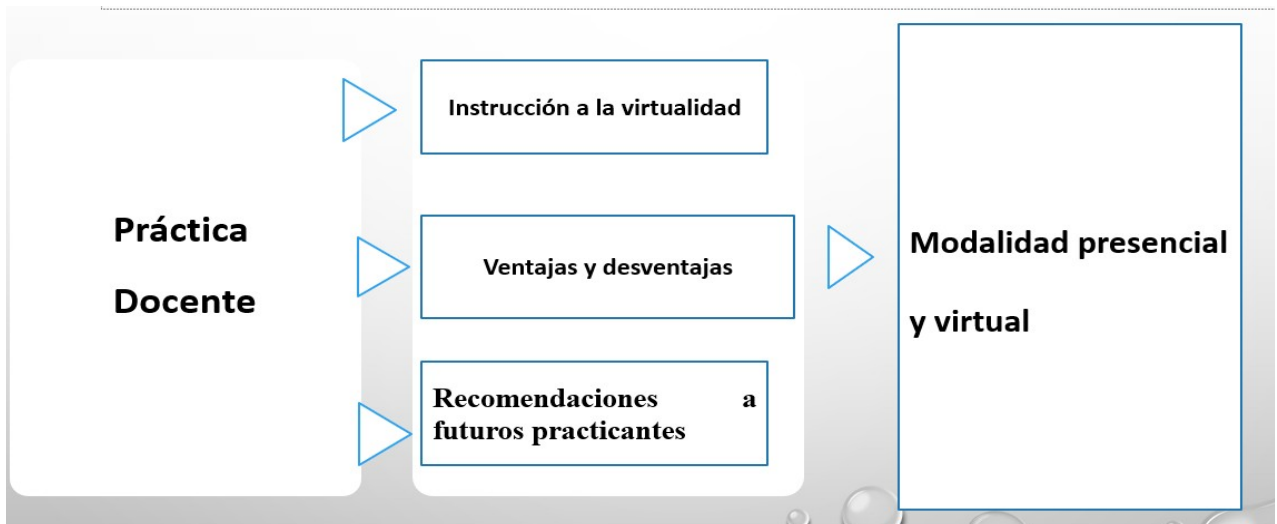 Práctica
Docente
Instrucción a la virtualidad
Ventajas y desventajas
Recomendaciones a
futuros practicantes
Modalidad presencial
y virtual